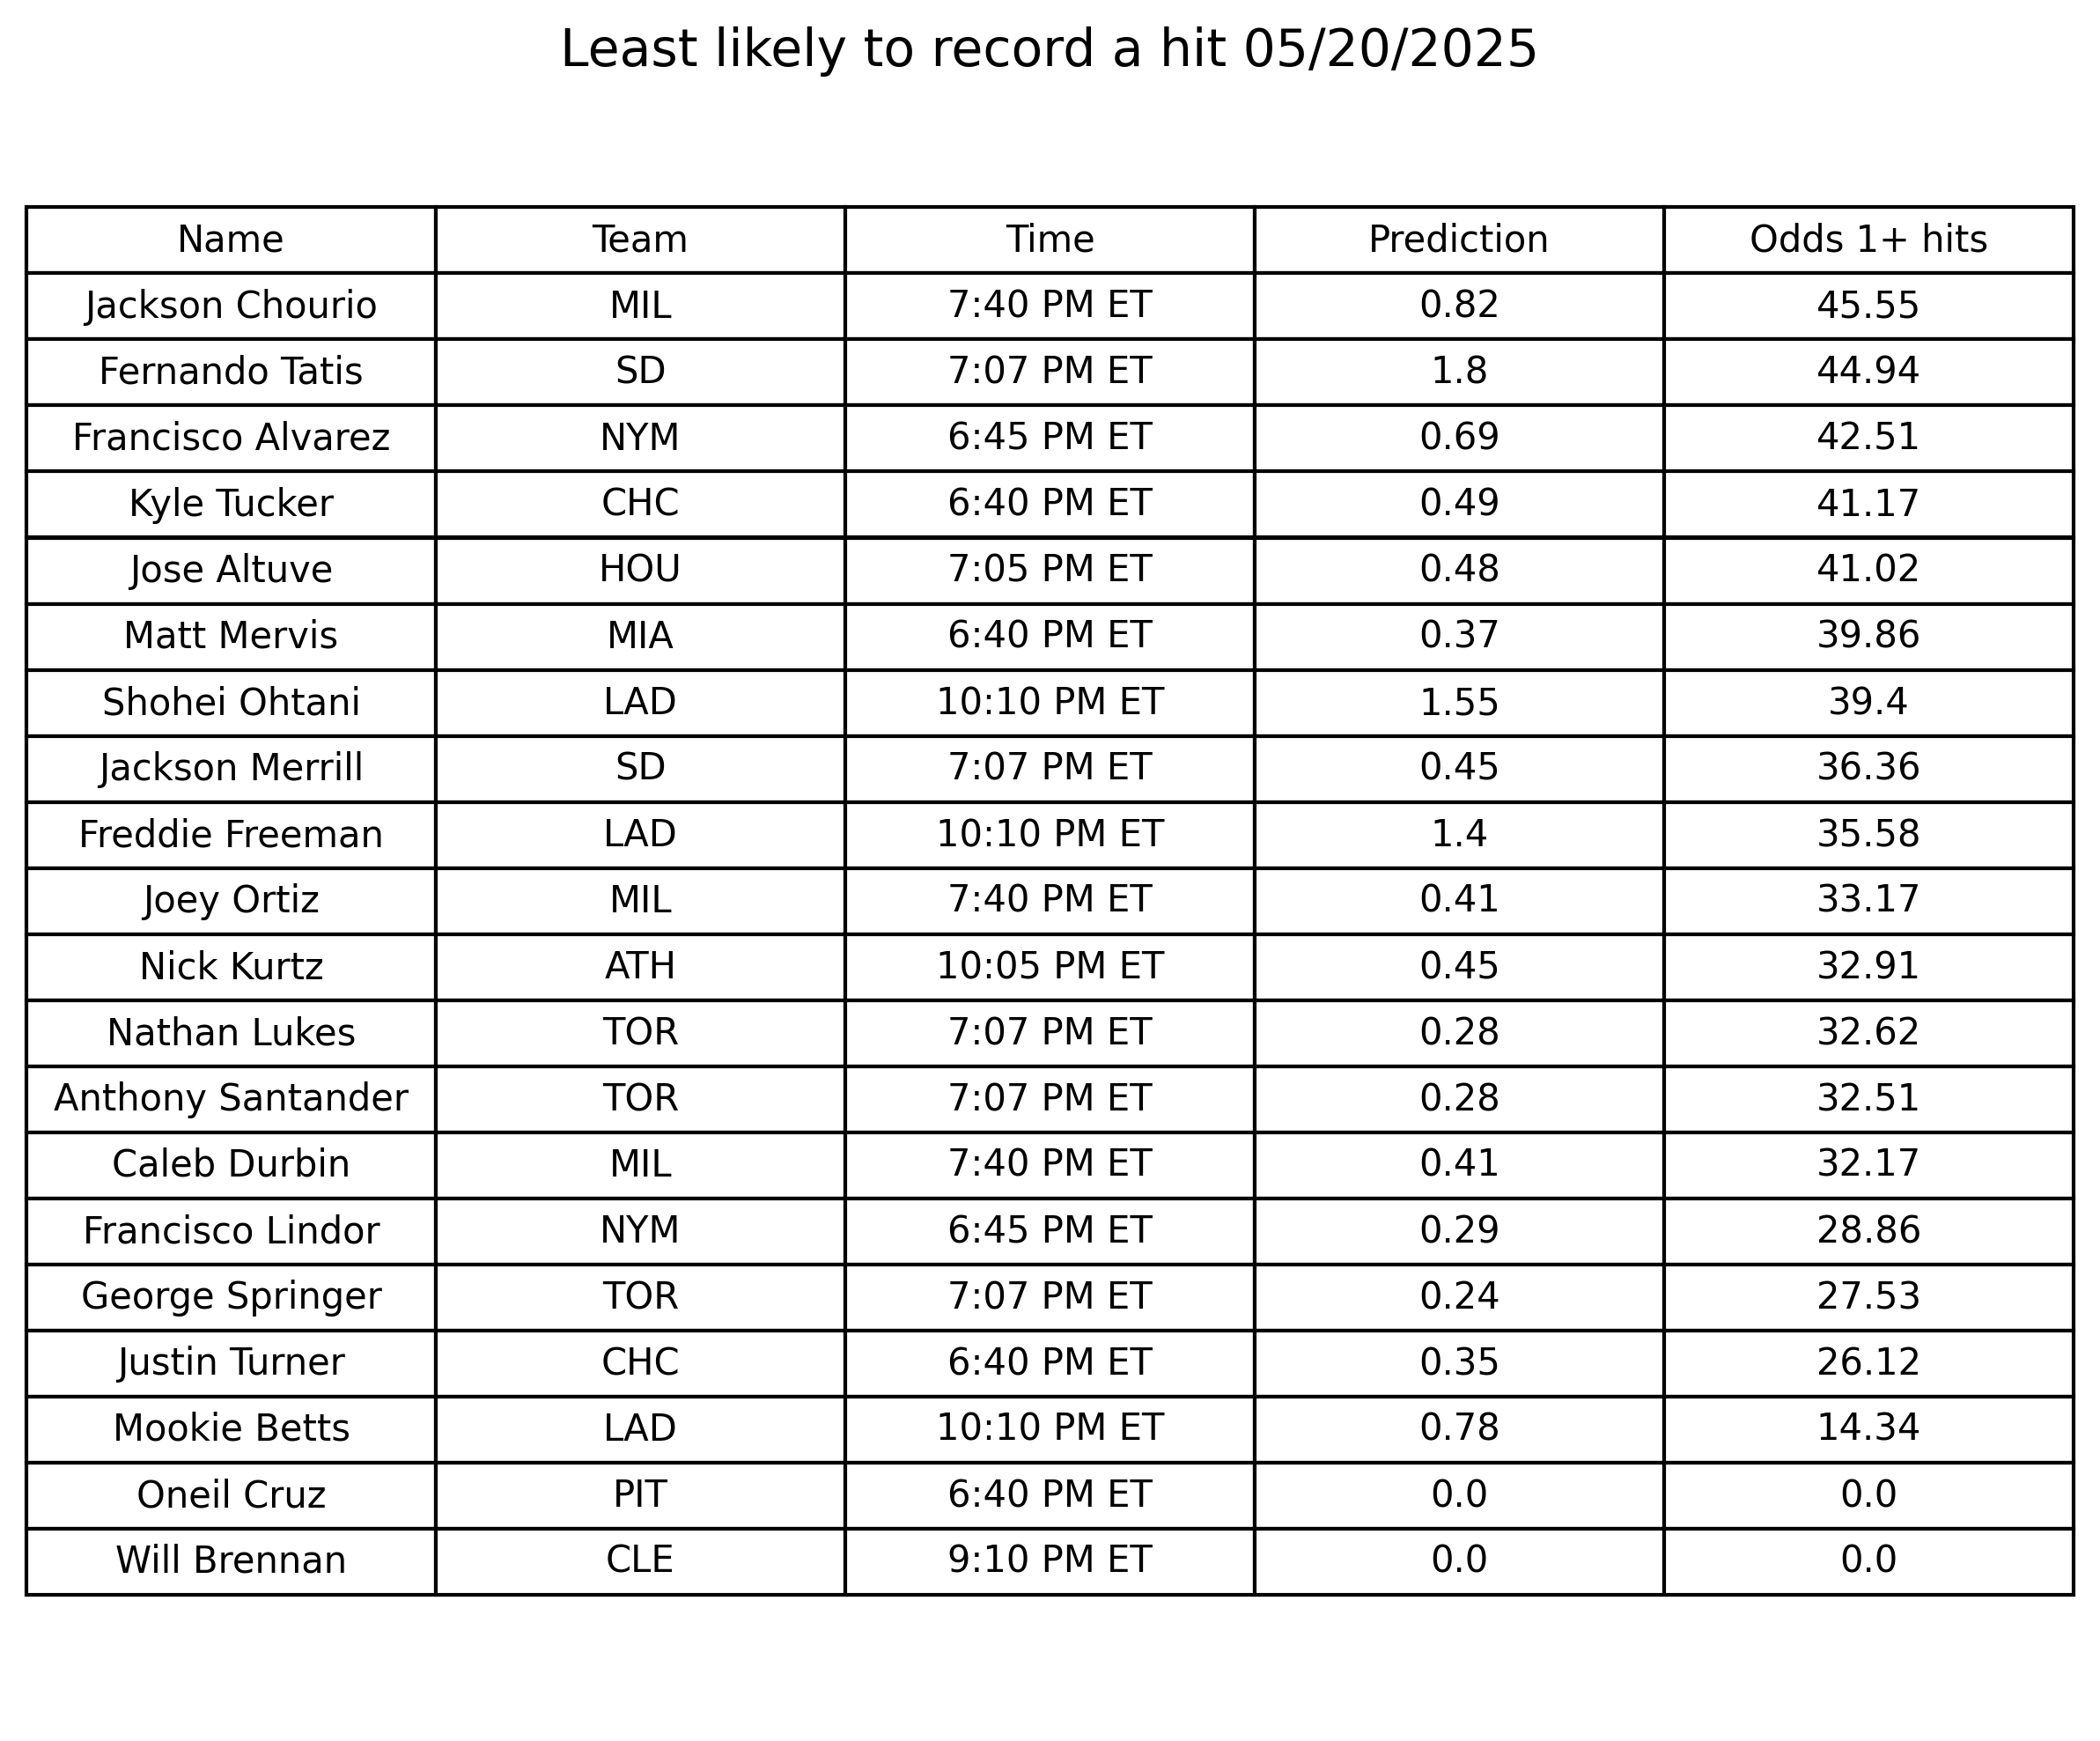 Least likely to record a hit 05/20/2025
Name Team Time Prediction Odds 1+ hits
Jackson Chourio MIL 7:40 PM ET 0.82 45.55
Fernando Tatis SD 7:07 PM ET 1.8 44.94
Francisco Alvarez NYM 6:45 PM ET 0.69 42.51
Kyle Tucker CHC 6:40 PM ET 0.49 41.17
Jose Altuve HOU 7:05 PM ET 0.48 41.02
Matt Mervis MIA 6:40 PM ET 0.37 39.86
Shohei Ohtani LAD 10:10 PM ET 1.55 39.4
Jackson Merrill SD 7:07 PM ET 0.45 36.36
Freddie Freeman LAD 10:10 PM ET 1.4 35.58
Joey Ortiz MIL 7:40 PM ET 0.41 33.17
Nick Kurtz ATH 10:05 PM ET 0.45 32.91
Nathan Lukes TOR 7:07 PM ET 0.28 32.62
Anthony Santander TOR 7:07 PM ET 0.28 32.51
Caleb Durbin MIL 7:40 PM ET 0.41 32.17
Francisco Lindor NYM 6:45 PM ET 0.29 28.86
George Springer TOR 7:07 PM ET 0.24 27.53
Justin Turner CHC 6:40 PM ET 0.35 26.12
Mookie Betts LAD 10:10 PM ET 0.78 14.34
Oneil Cruz PIT 6:40 PM ET 0.0 0.0
Will Brennan CLE 9:10 PM ET 0.0 0.0